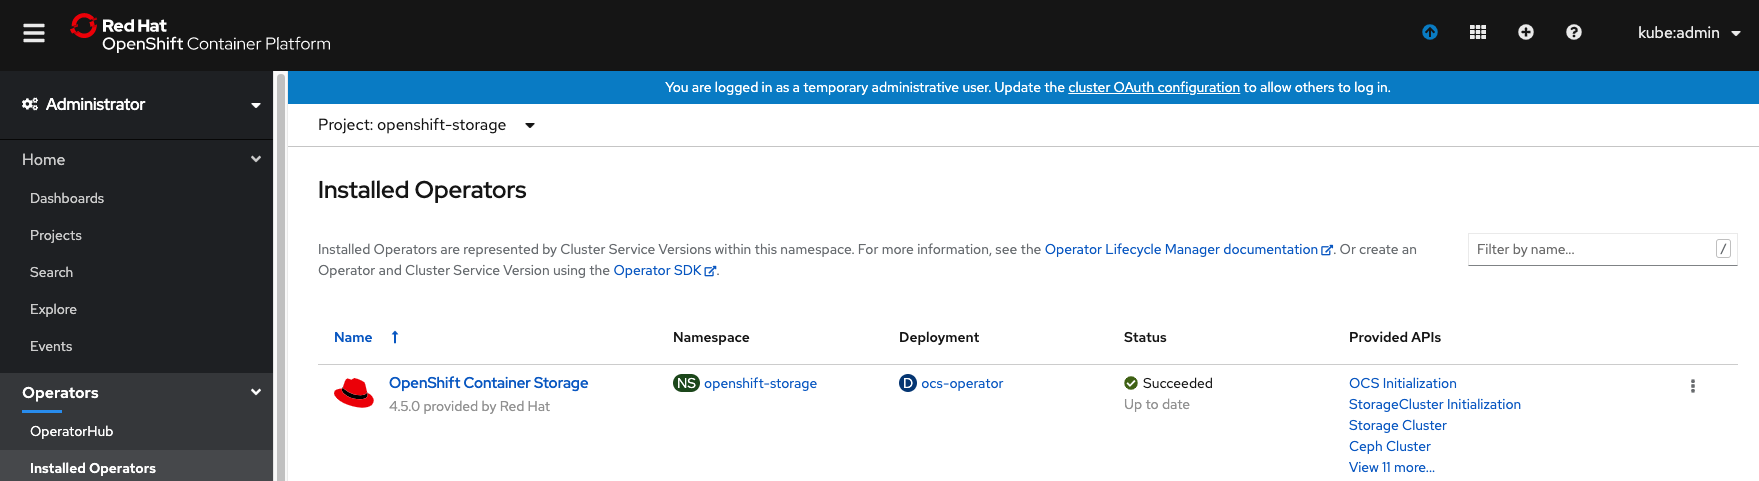 Red Hat
OpenShift Container Platform
kube:admin
Administrator
You are logged in as a temporary administrative user. Update the cluster OAuth configuration to allow others to log in.
Project: openshift-storage
Home
Dashboards
Projects
Search
Explore
Events
Operators
OperatorHub
Installed Operators
Installed Operators
Installed Operators are represented by Cluster Service Versions within this namespace. For more information, see the Operator Lifecycle Manager documentation. Or create an
Operator and Cluster Service Version using the Operator SDK.
Filter by name...
/
Name
Namespace
Deployment
Status
Provided APIs
OpenShift Container Storage
4.5.0 provided by Red Hat
NS openshift-storage
D ocs-operator
Succeeded
Up to date
OCS Initialization
StorageCluster Initialization
Storage Cluster
Ceph Cluster
View 11 more...